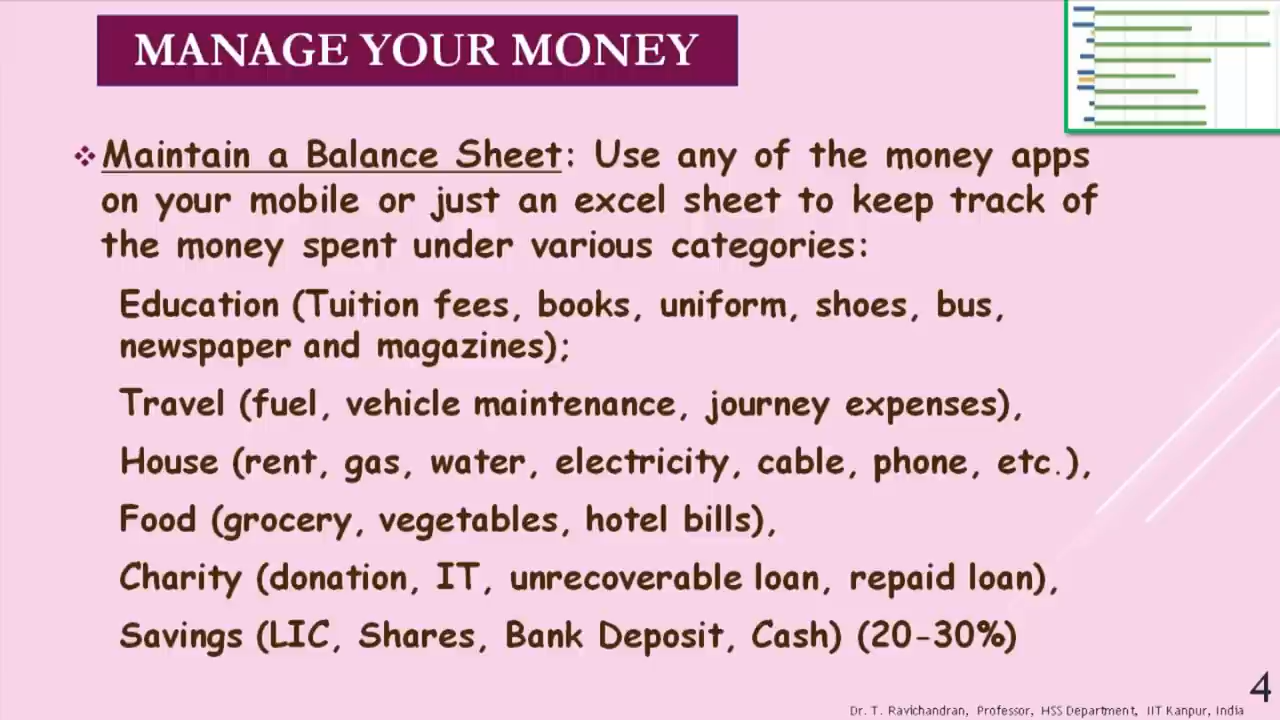 MANAGE YOUR MONEY
❖Maintain a Balance Sheet: Use any of the money apps
on your mobile or just an excel sheet to keep track of
the money spent under various categories:
Education (Tuition fees, books, uniform, shoes, bus,
newspaper and magazines);
Travel (fuel, vehicle maintenance, journey expenses),
House (rent, gas, water, electricity, cable, phone, etc.),
Food (grocery, vegetables, hotel bills),
Charity (donation, IT, unrecoverable loan, repaid loan),
Savings (LIC, Shares, Bank Deposit, Cash) (20-30%)
4
Dr. T. Ravichandran, Professor, HSS Department, IIT Kanpur, India